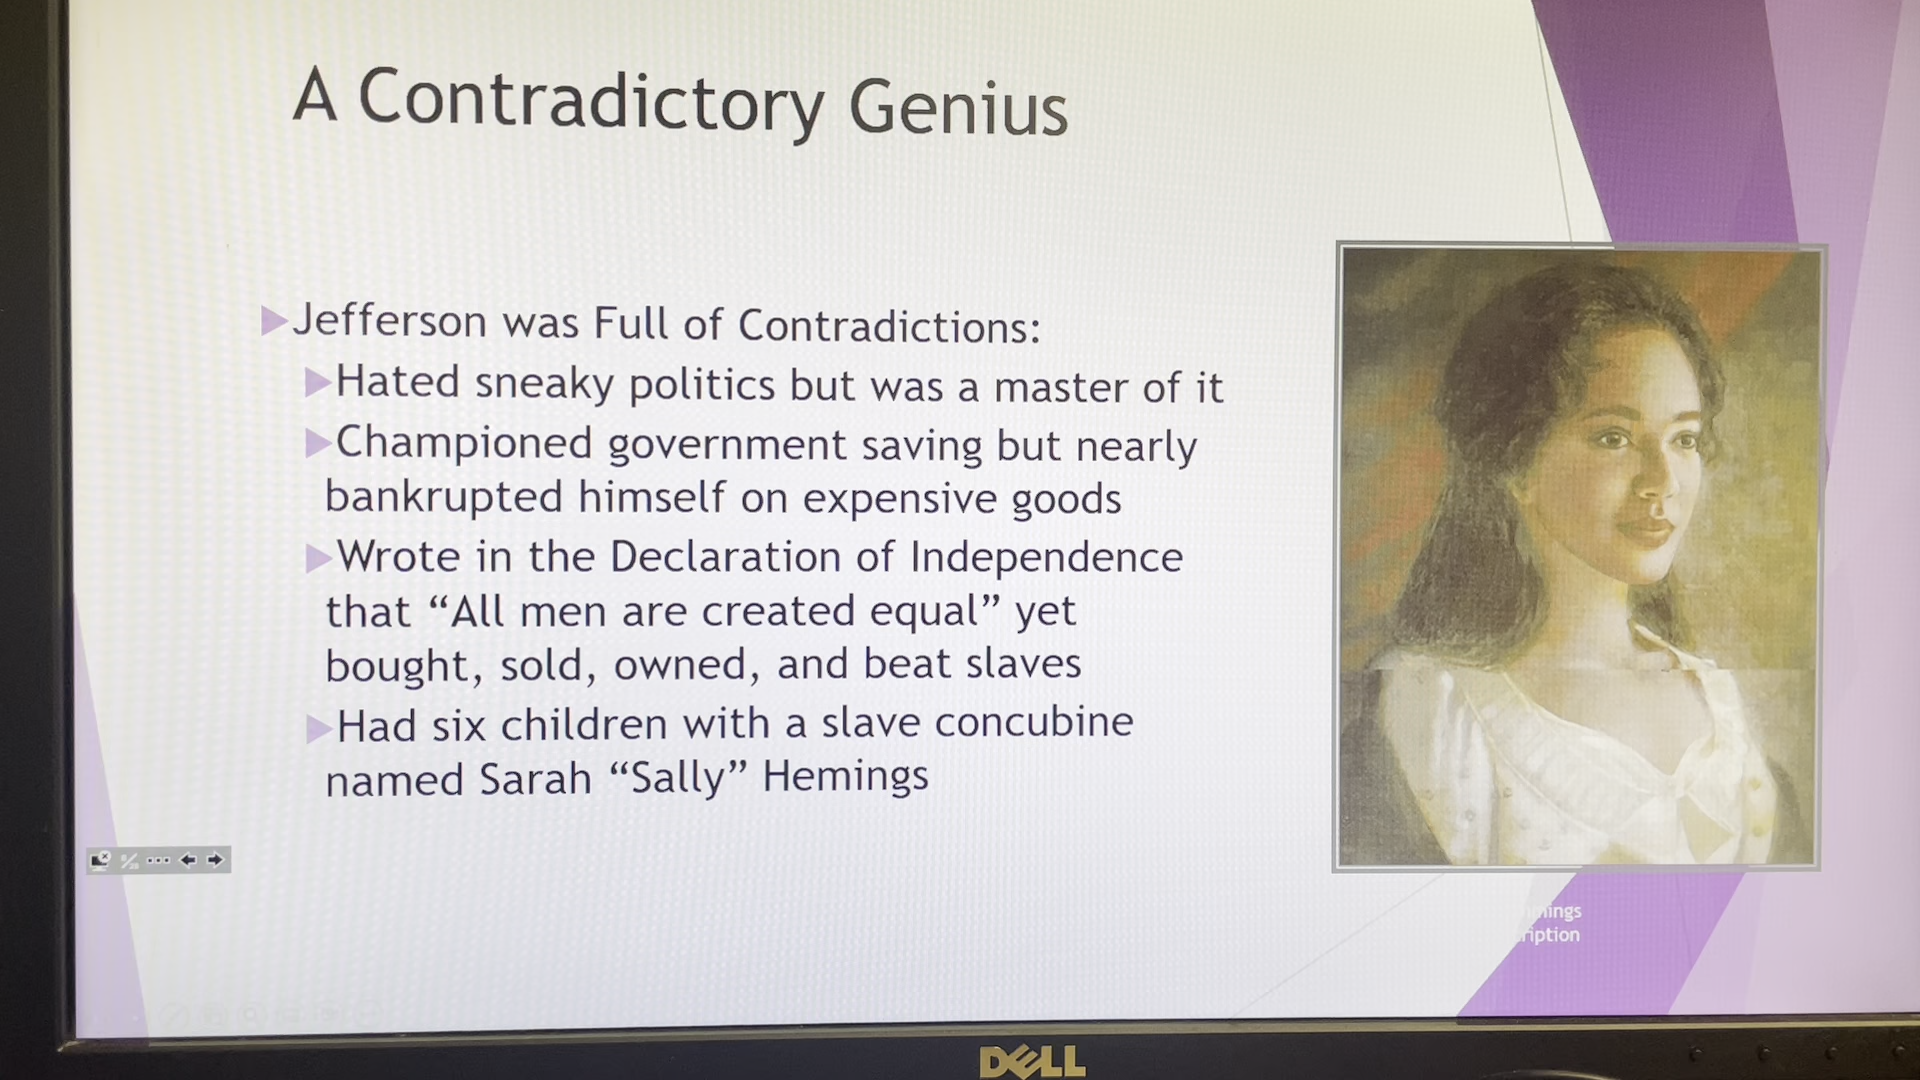 A Contradictory Genius
Jefferson was Full of Contradictions:
Hated sneaky politics but was a master of it
Championed government saving but nearly
bankrupted himself on expensive goods
Wrote in the Declaration of Independence
that “All men are created equal” yet
bought, sold, owned, and beat slaves
Had six children with a slave concubine
named Sarah “Sally” Hemings
DELL